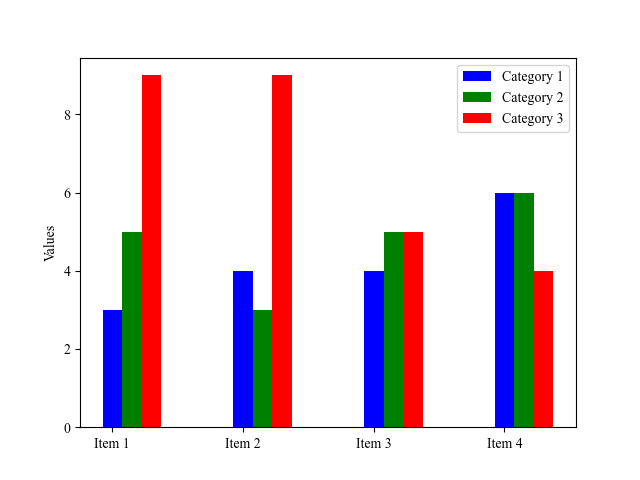 Category 1
Category 2
Category 3
Values
8
6
4
2
0
Item 1
Item 2
Item 3
Item 4